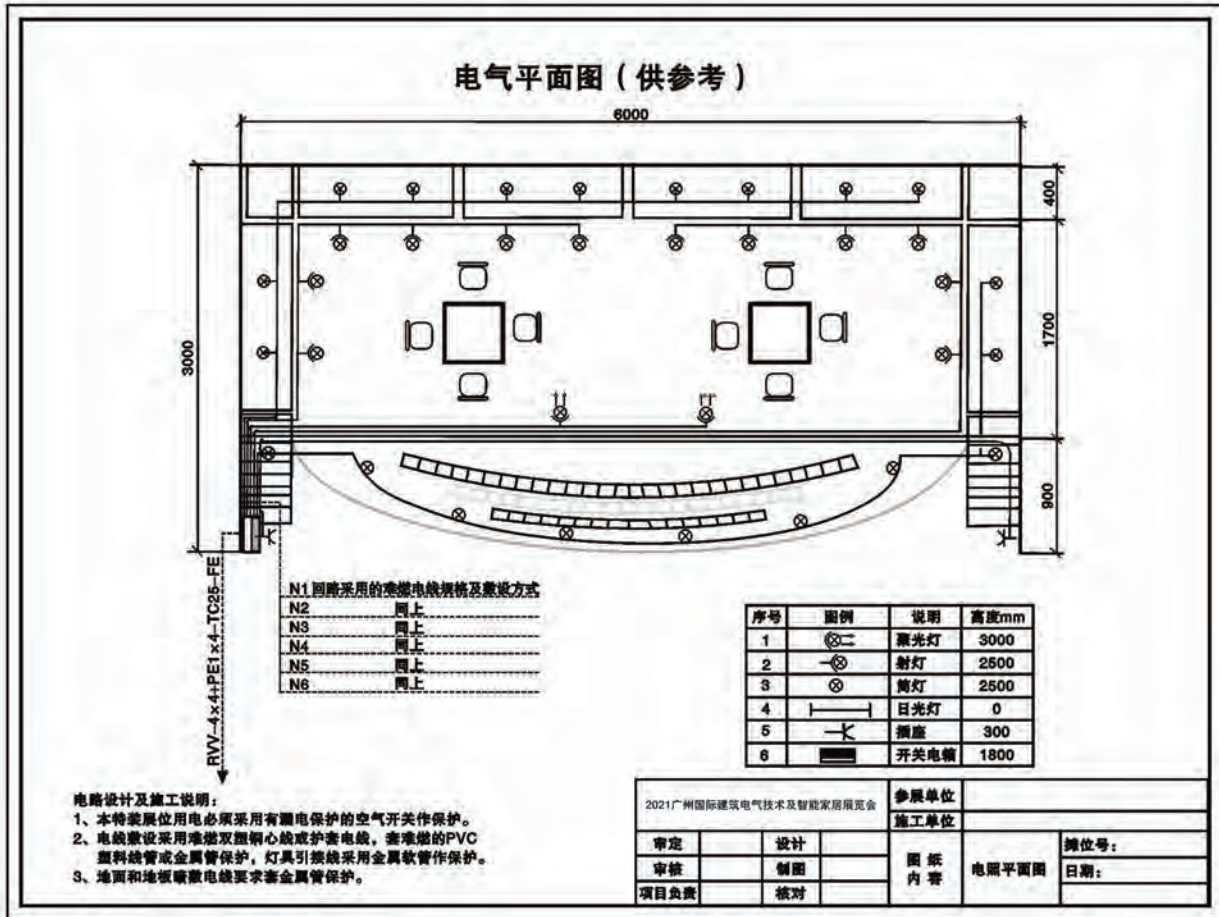 电气平面图（供参考）
6000
400
1700
900
3000
RVV-4×4+PE1×4-TC25-FE
N1回路采用的难燃电线规格及敷设方式
N2 同上
N3 同上
N4 同上
N5 同上
N6 同上
序号 图例 说明 高度mm
1 聚光灯 3000
2 射灯 2500
3 筒灯 2500
4 日光灯 0
5 插座 300
6 开关电箱 1800
电路设计及施工说明：
1、本特装展位用电必须采用有漏电保护的空气开关作保护。
2、电线敷设采用难燃双塑铜心线或护套电线，套难燃的PVC
塑料线管或金属管保护，灯具引接线采用金属软管作保护。
3、地面和地板暗敷电线要求套金属管保护。
2021广州国际建筑电气技术及智能家居展览会
参展单位
施工单位
审定 设计
审核 制图
项目负责 核对
图纸
内容
电照平面图
摊位号：
日期：